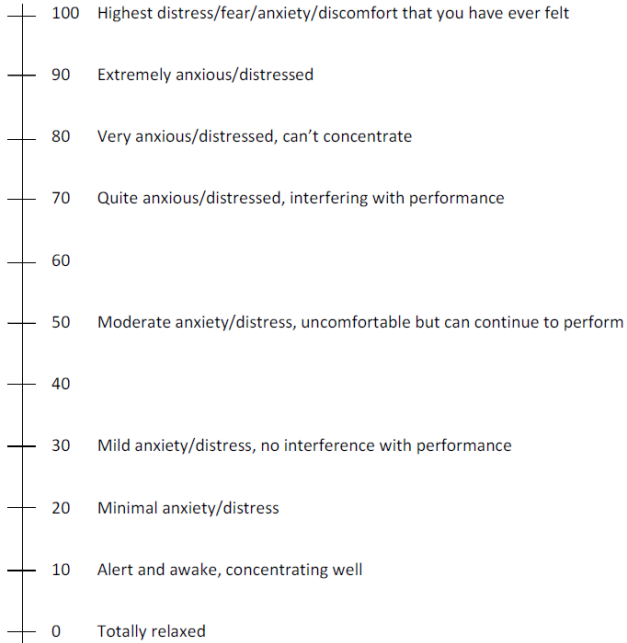 100 Highest distress/fear/anxiety/discomfort that you have ever felt
90 Extremely anxious/distressed
80 Very anxious/distressed, can’t concentrate
70 Quite anxious/distressed, interfering with performance
60
50 Moderate anxiety/distress, uncomfortable but can continue to perform
40
30 Mild anxiety/distress, no interference with performance
20 Minimal anxiety/distress
10 Alert and awake, concentrating well
0 Totally relaxed